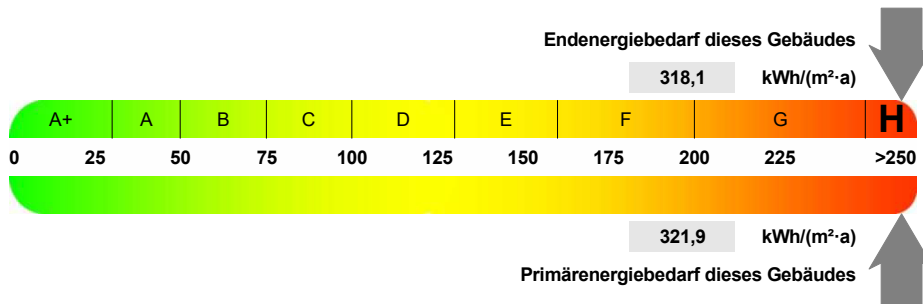 Endenergiebedarf dieses Gebäudes
318,1 kWh/(m²·a)
A+ A B C D E F G H
0 25 50 75 100 125 150 175 200 225 >250
321,9 kWh/(m²·a)
Primärenergiebedarf dieses Gebäudes